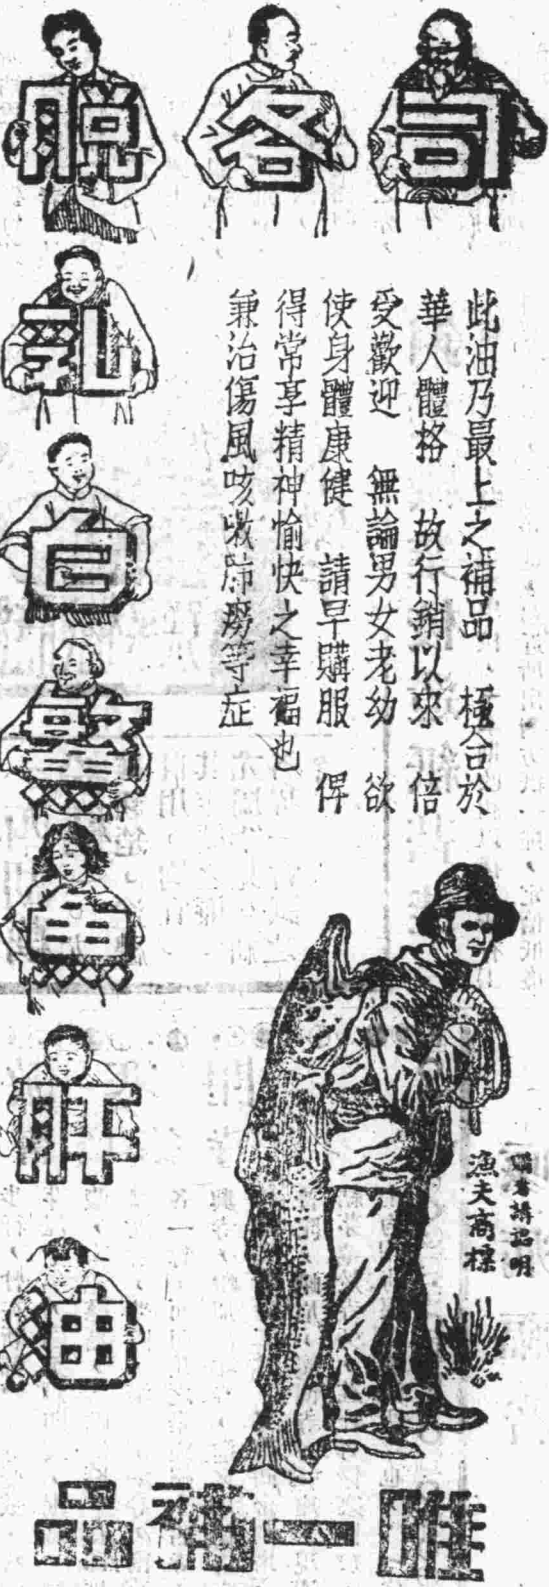 司各脫
乳白鰵魚肝油
此油乃最上之補品 極合於
華人體格 故行銷以來 倍
受歡迎 無論男女老幼 欲
使身體康健 請早購服 俾
得常享精神愉快之幸福也
兼治傷風咳嗽肺癆等症
購者請認明
漁夫商標
唯一補品